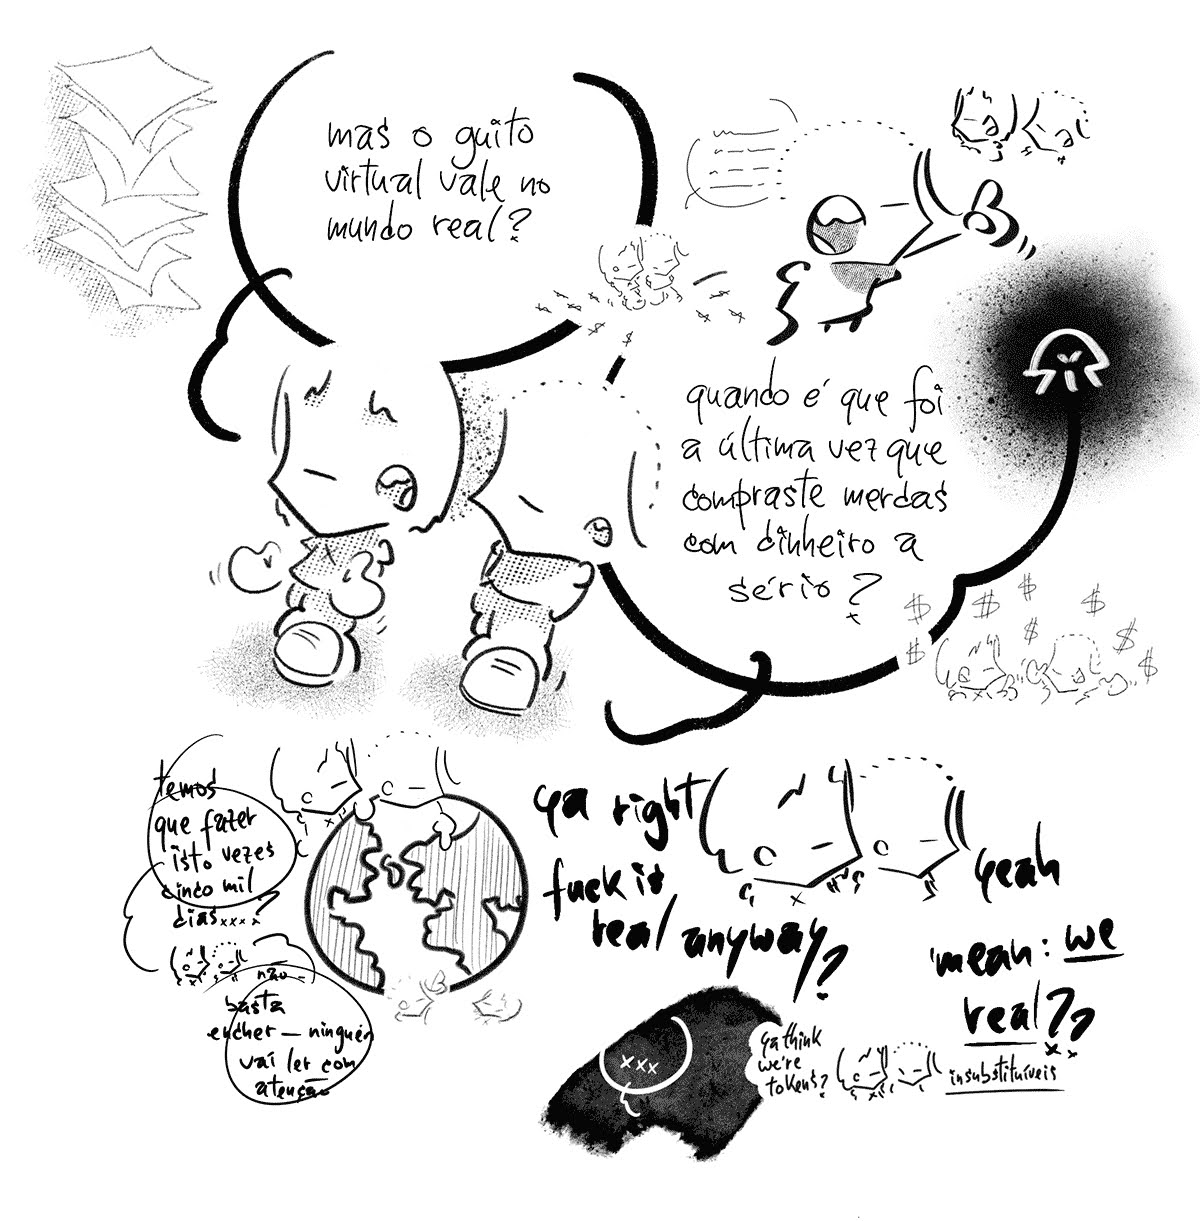 mas o guito
virtual vale no
mundo real?
quando é que foi
a última vez que
compraste merdas
com dinheiro a
sério?
temos
que fazer
isto vezes
cinco mil
dias....?
não
basta
encher — ninguém
vai ler com
atenção
ya right
fuck is
real anyway?
yeah
mean: we
real??
xxx
ya think
we're
tokens?
insubstituíveis